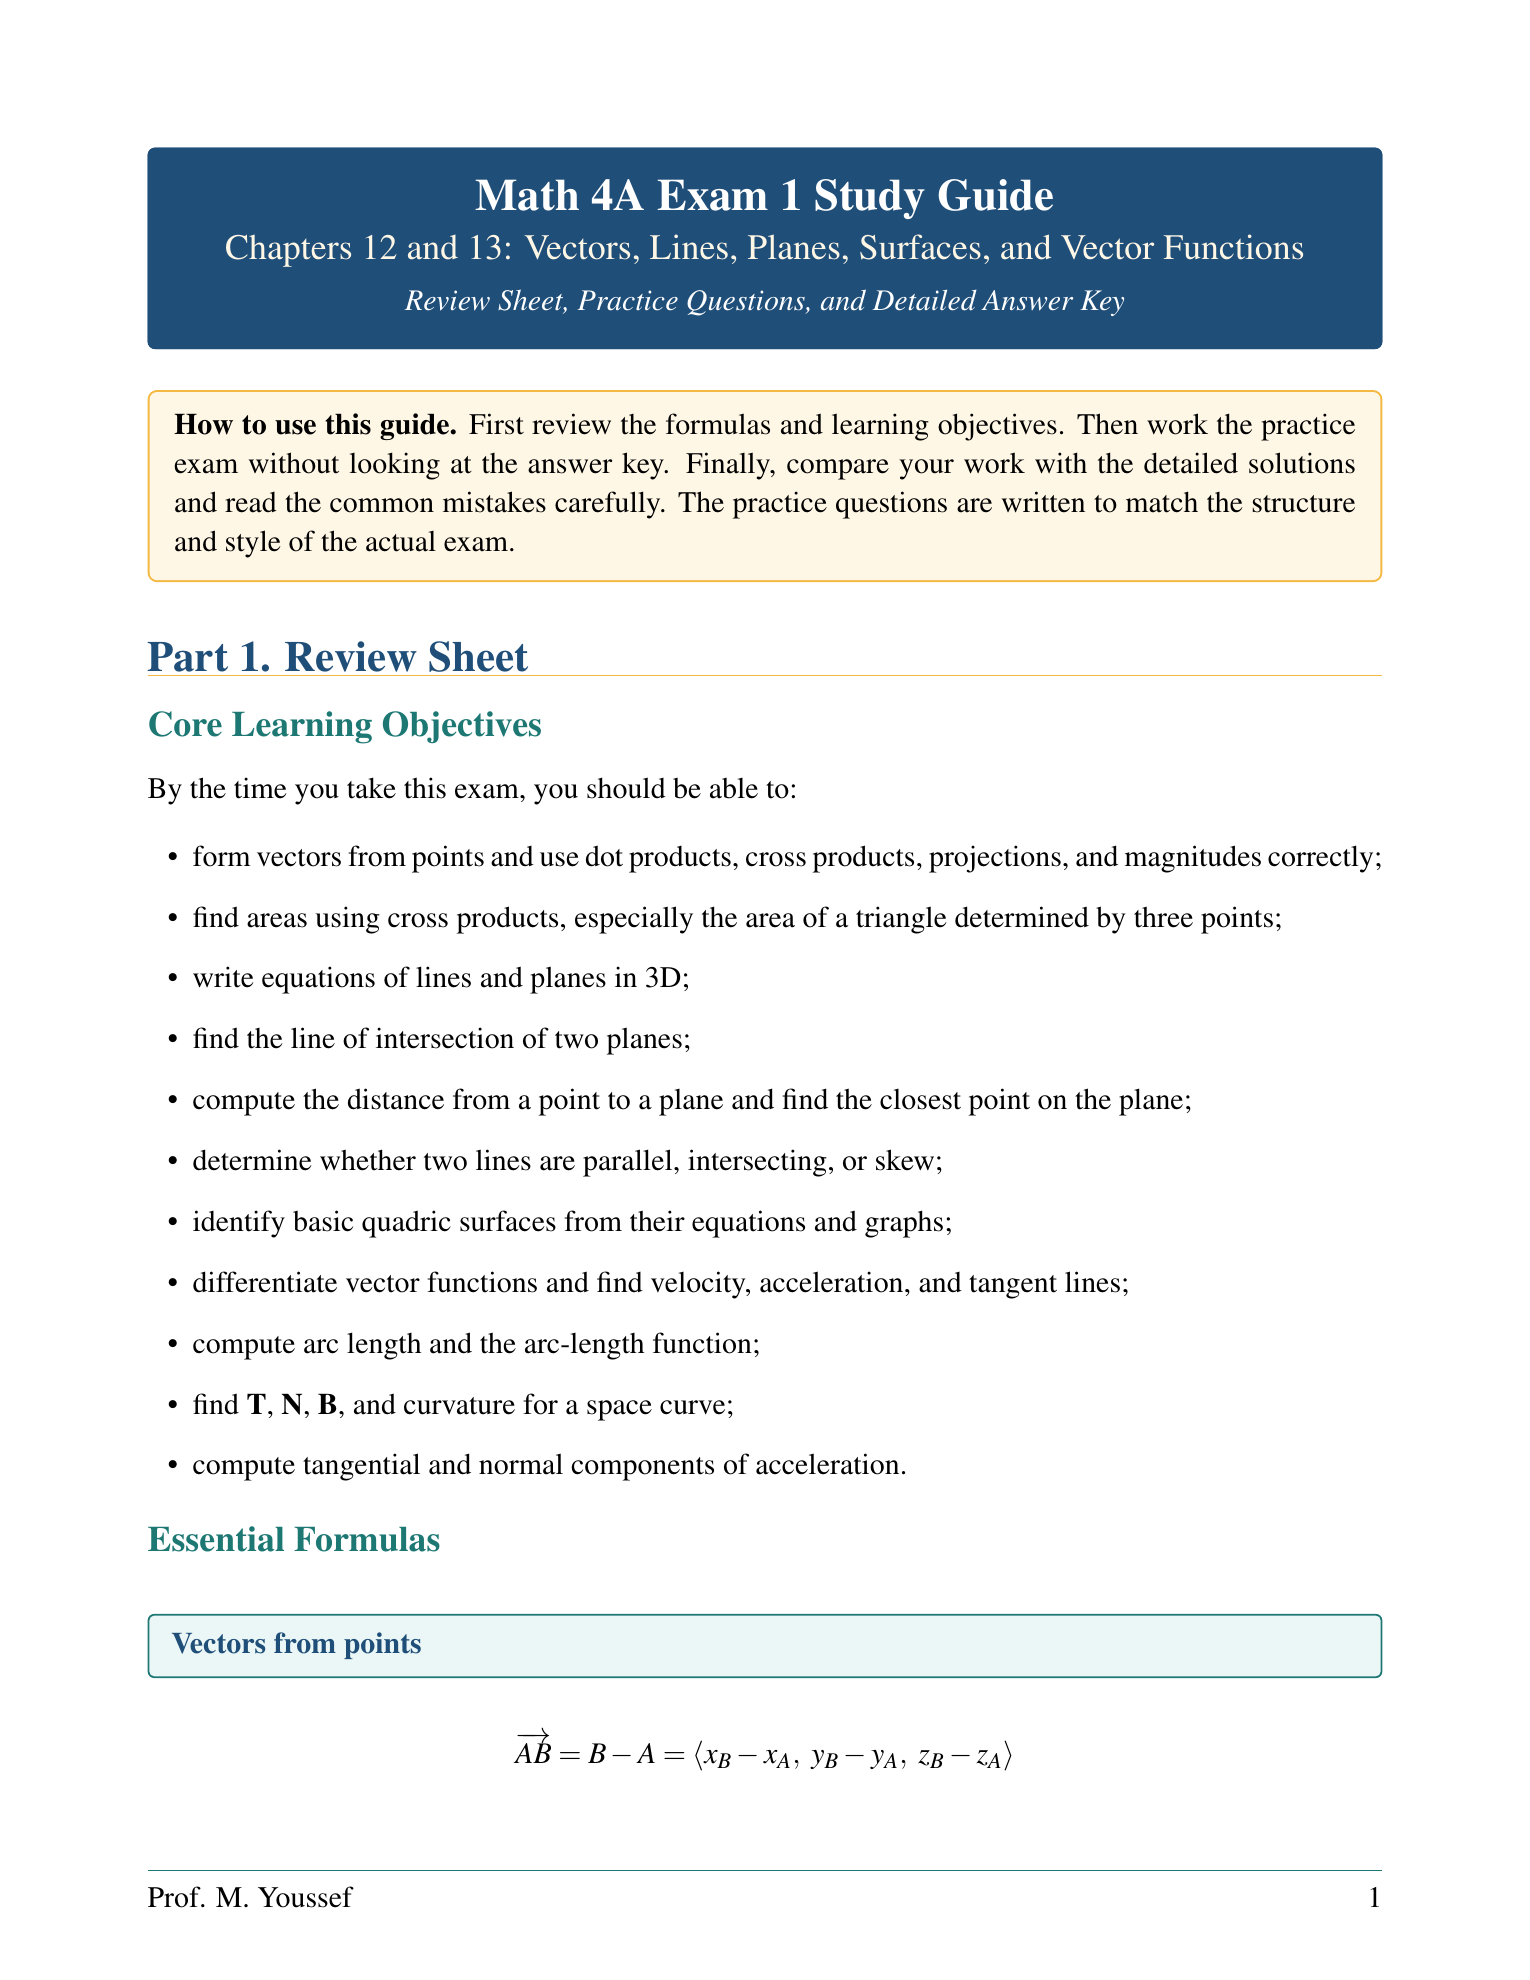 Math 4A Exam 1 Study Guide
Chapters 12 and 13: Vectors, Lines, Planes, Surfaces, and Vector Functions
Review Sheet, Practice Questions, and Detailed Answer Key
How to use this guide. First review the formulas and learning objectives. Then work the practice
exam without looking at the answer key. Finally, compare your work with the detailed solutions
and read the common mistakes carefully. The practice questions are written to match the structure
and style of the actual exam.
Part 1. Review Sheet
Core Learning Objectives
By the time you take this exam, you should be able to:
• form vectors from points and use dot products, cross products, projections, and magnitudes correctly;
• find areas using cross products, especially the area of a triangle determined by three points;
• write equations of lines and planes in 3D;
• find the line of intersection of two planes;
• compute the distance from a point to a plane and find the closest point on the plane;
• determine whether two lines are parallel, intersecting, or skew;
• identify basic quadric surfaces from their equations and graphs;
• differentiate vector functions and find velocity, acceleration, and tangent lines;
• compute arc length and the arc-length function;
• find T, N, B, and curvature for a space curve;
• compute tangential and normal components of acceleration.
Essential Formulas
Vectors from points
$\overrightarrow{AB} = B - A = \langle x_B - x_A,\ y_B - y_A,\ z_B - z_A \rangle$
Prof. M. Youssef 1